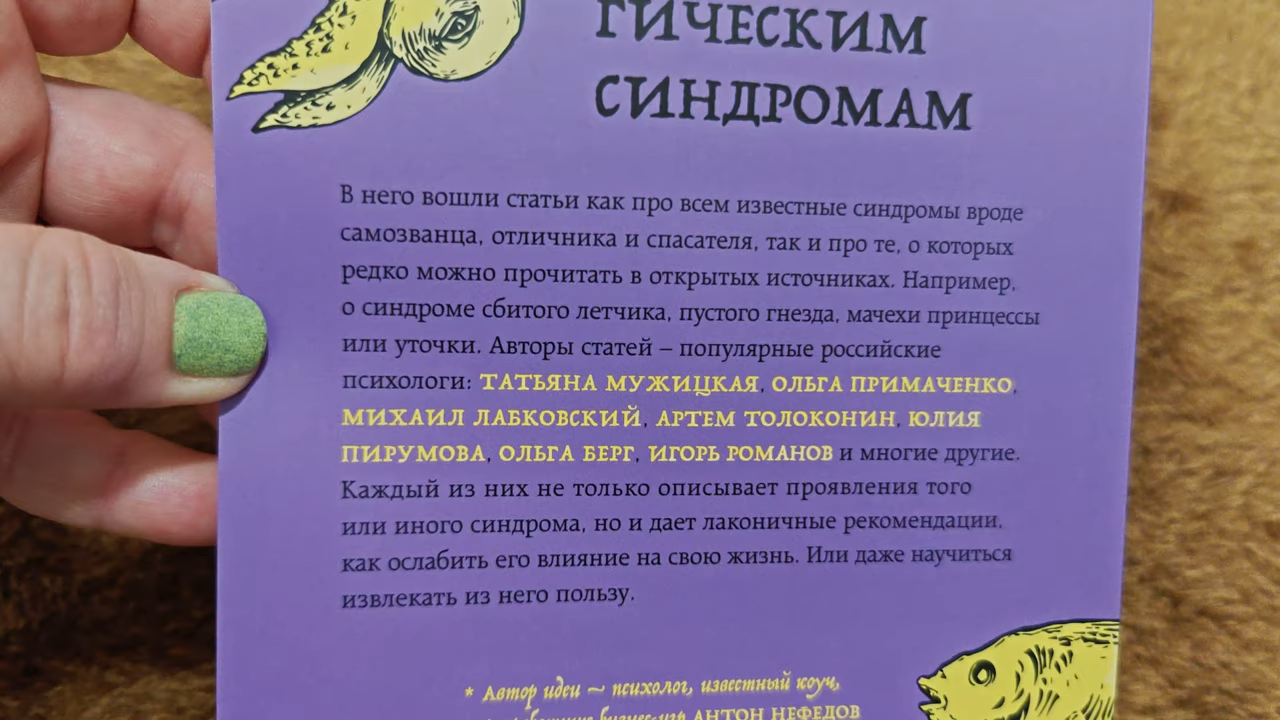 ГИЧЕСКИМ
СИНДРОМАМ
В него вошли статьи как про всем известные синдромы вроде
самозванца, отличника и спасателя, так и про те, о которых
редко можно прочитать в открытых источниках. Например,
о синдроме сбитого летчика, пустого гнезда, мачехи принцессы
или уточки. Авторы статей – популярные российские
психологи: ТАТЬЯНА МУЖИЦКАЯ, ОЛЬГА ПРИМАЧЕНКО,
МИХАИЛ ЛАБКОВСКИЙ, АРТЕМ ТОЛОКОНИН, ЮЛИЯ
ПИРУМОВА, ОЛЬГА БЕРГ, ИГОРЬ РОМАНОВ и многие другие.
Каждый из них не только описывает проявления того
или иного синдрома, но и дает лаконичные рекомендации,
как ослабить его влияние на свою жизнь. Или даже научиться
извлекать из него пользу.
* Автор идеи — психолог, известный коуч,
бизнес-игр АНТОН НЕФЕДОВ